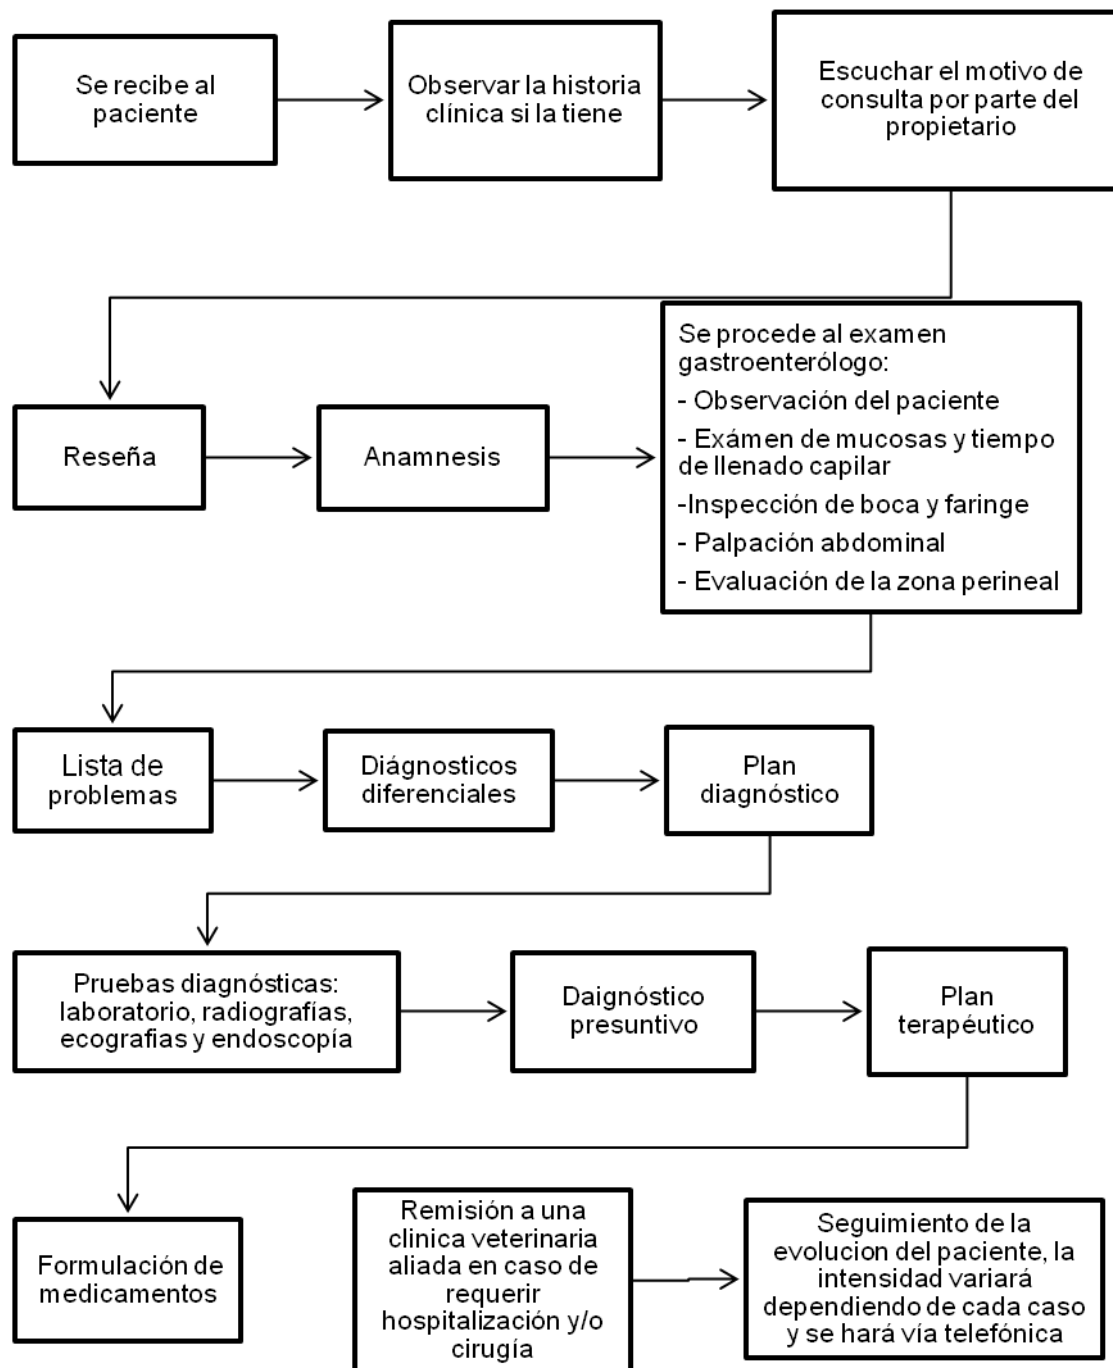 Se recibe al
paciente
Observar la historia
clínica si la tiene
Escuchar el motivo de
consulta por parte del
propietario
Reseña
Anamnesis
Se procede al examen
gastroenterólogo:
- Observación del paciente
- Exámen de mucosas y tiempo
de llenado capilar
-Inspección de boca y faringe
- Palpación abdominal
- Evaluación de la zona perineal
Lista de
problemas
Diágnosticos
diferenciales
Plan
diagnóstico
Pruebas diagnósticas:
laboratorio, radiografías,
ecografias y endoscopía
Daignóstico
presuntivo
Plan
terapéutico
Formulación de
medicamentos
Remisión a una
clinica veterinaria
aliada en caso de
requerir
hospitalización y/o
cirugía
Seguimiento de la
evolucion del paciente, la
intensidad variará
dependiendo de cada caso
y se hará vía telefónica